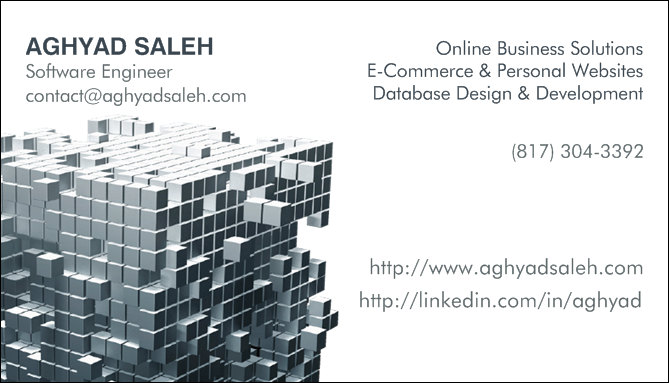 AGHYAD SALEH
Software Engineer
contact@aghyadsaleh.com
Online Business Solutions
E-Commerce & Personal Websites
Database Design & Development
(817) 304-3392
http://www.aghyadsaleh.com
http://linkedin.com/in/aghyad